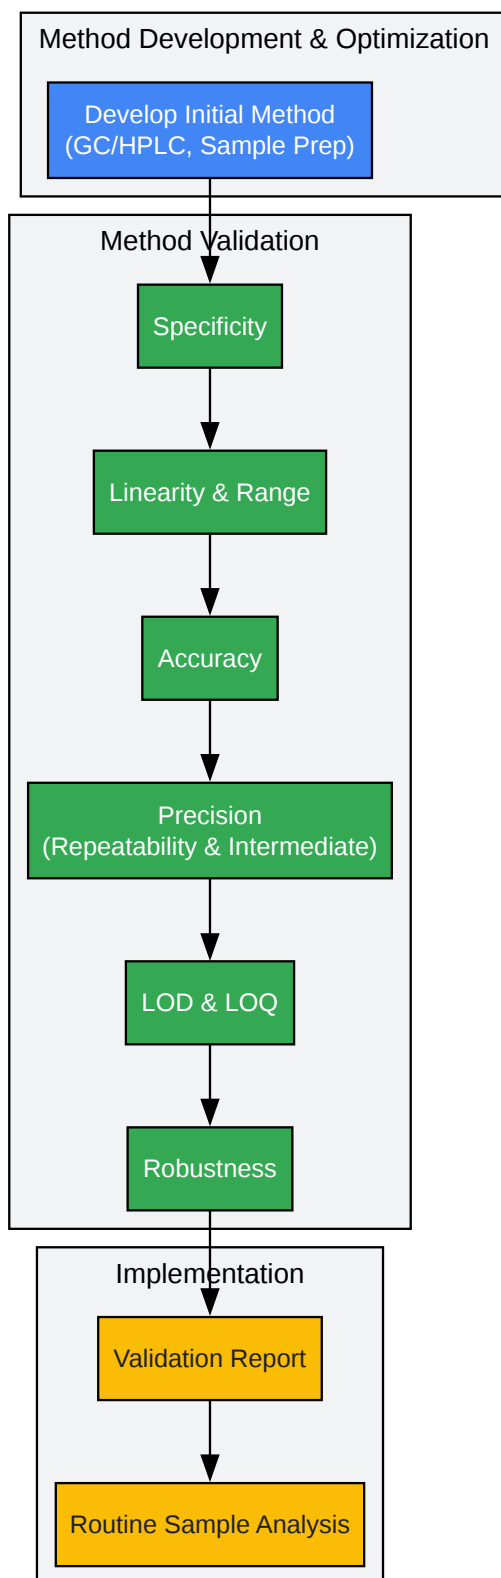 Method Development & Optimization
Develop Initial Method
(GC/HPLC, Sample Prep)
Method Validation
Specificity
Linearity & Range
Accuracy
Precision
(Repeatability & Intermediate)
LOD & LOQ
Robustness
Implementation
Validation Report
Routine Sample Analysis